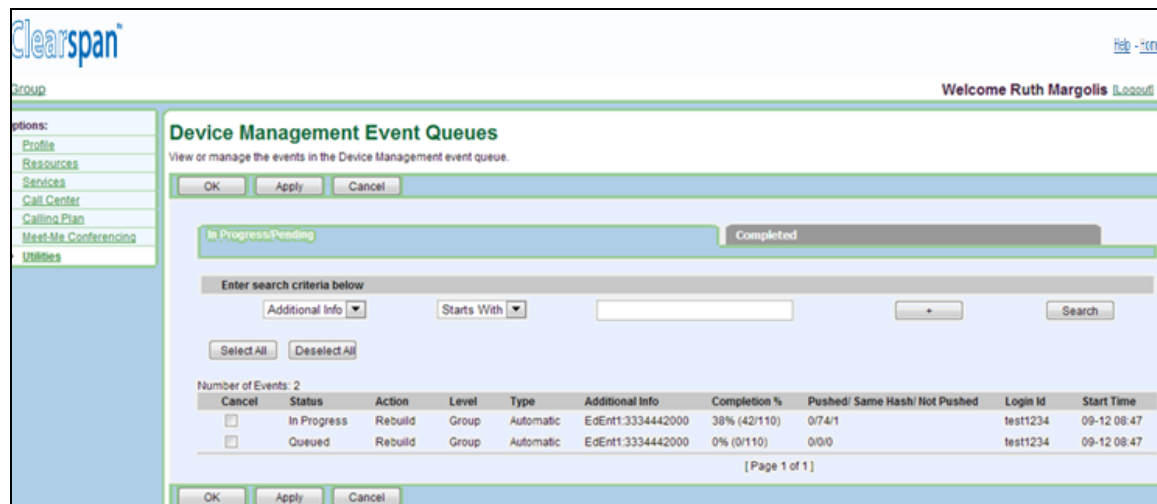 Clearspan™
Help - Hom
Group
Welcome Ruth Margolis [Logout]
ptions:
Profile
Resources
Services
Call Center
Calling Plan
Meet-Me Conferencing
Utilities
Device Management Event Queues
View or manage the events in the Device Management event queue.
OK Apply Cancel
In Progress/Pending Completed
Enter search criteria below
Additional Info Starts With + Search
Select All Deselect All
Number of Events: 2
Cancel Status Action Level Type Additional Info Completion % Pushed/ Same Hash/ Not Pushed Login Id Start Time
In Progress Rebuild Group Automatic EdEnt1:3334442000 38% (42/110) 0/74/1 test1234 09-12 08:47
Queued Rebuild Group Automatic EdEnt1:3334442000 0% (0/110) 0/0/0 test1234 09-12 08:47
[ Page 1 of 1 ]
OK Apply Cancel